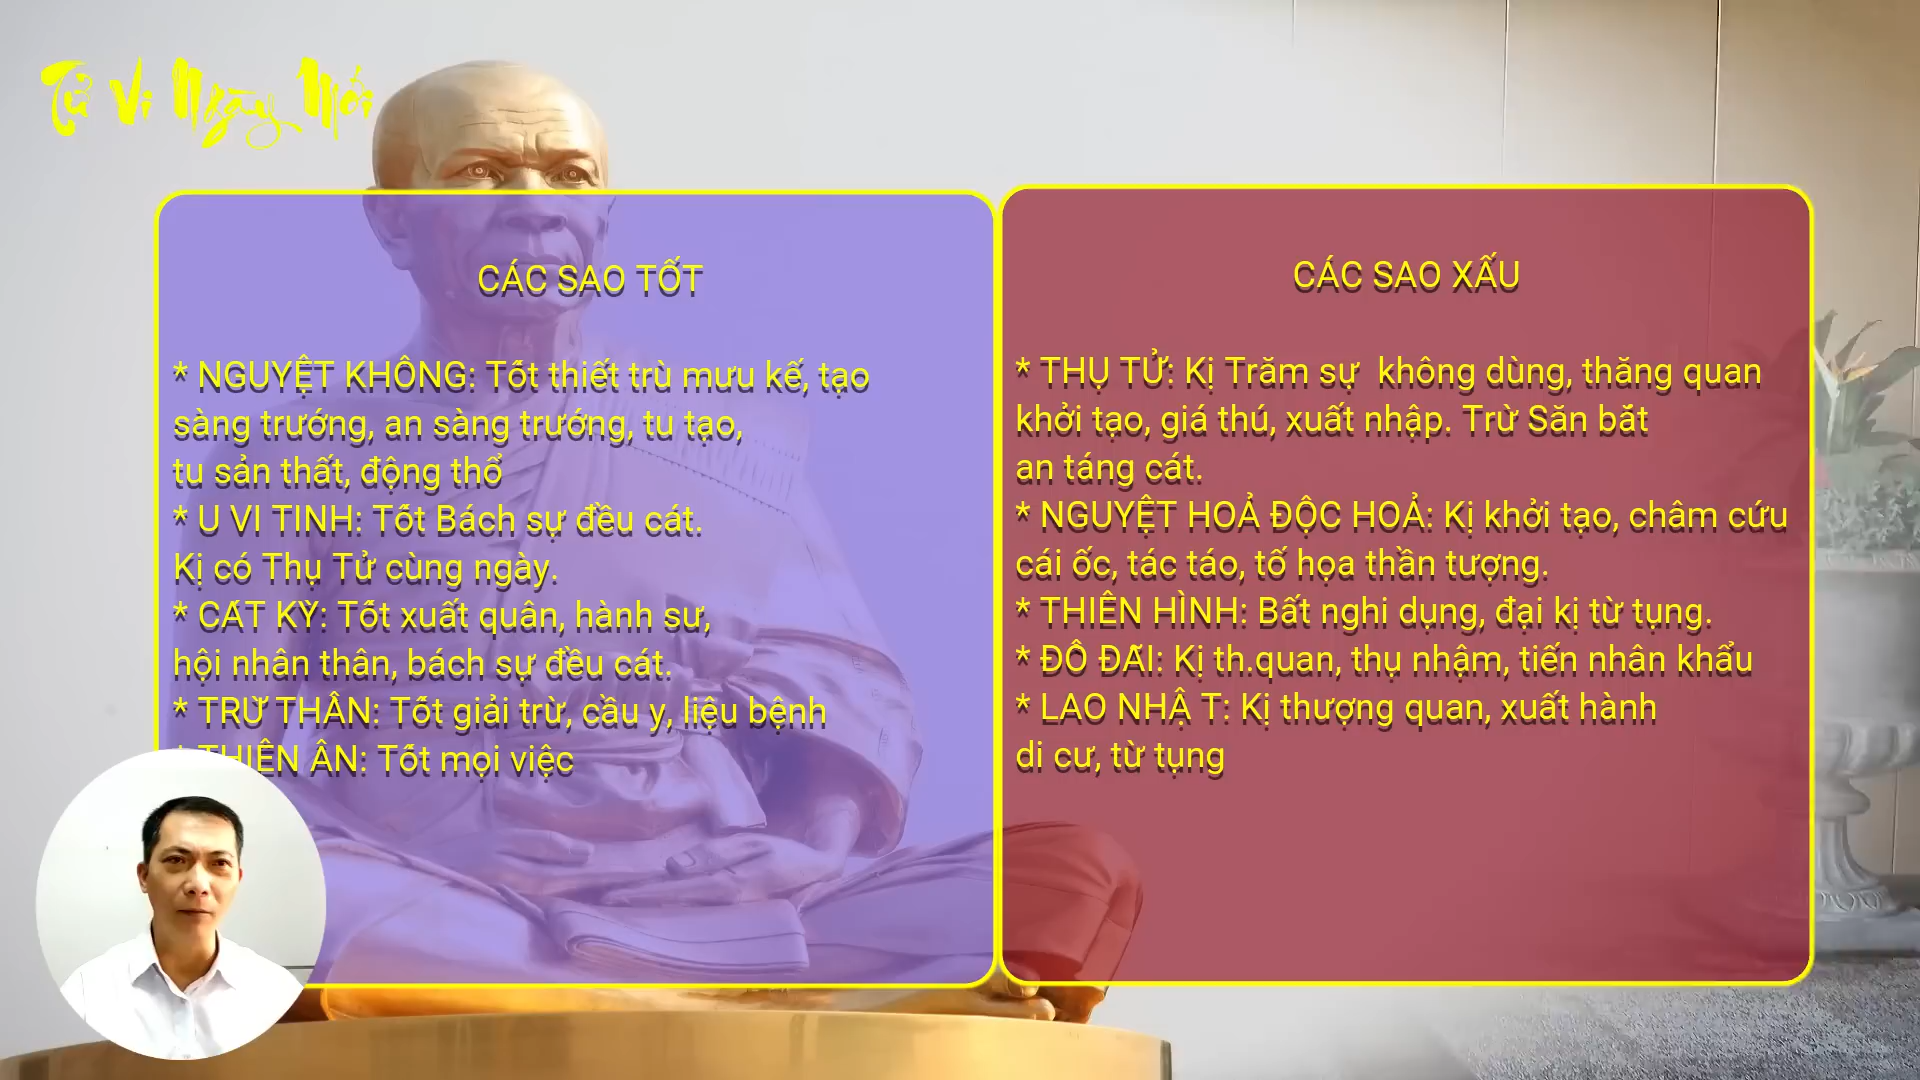 Tử Vi Ngày Mới
CÁC SAO TỐT
* NGUYỆT KHÔNG: Tốt thiết trù mưu kế, tạo
sàng trướng, an sàng trướng, tu tạo,
tu sản thất, động thổ
* U VI TINH: Tốt Bách sự đều cát.
Kị có Thụ Tử cùng ngày.
* CÁT KỲ: Tốt xuất quân, hành sư,
hội nhân thân, bách sự đều cát.
* TRỪ THẦN: Tốt giải trừ, cầu y, liệu bệnh
ÊN ÂN: Tốt mọi việc
CÁC SAO XẤU
* THỤ TỬ: Kị Trăm sự  không dùng, thăng quan
khởi tạo, giá thú, xuất nhập. Trừ Săn bắt
an táng cát.
* NGUYỆT HOẢ ĐỘC HOẢ: Kị khởi tạo, châm cứu
cái ốc, tác táo, tố họa thần tượng.
* THIÊN HÌNH: Bất nghi dụng, đại kị từ tụng.
* ĐÔ ĐẤI: Kị th.quan, thụ nhậm, tiến nhân khẩu
* LAO NHẬ T: Kị thượng quan, xuất hành
di cư, từ tụng